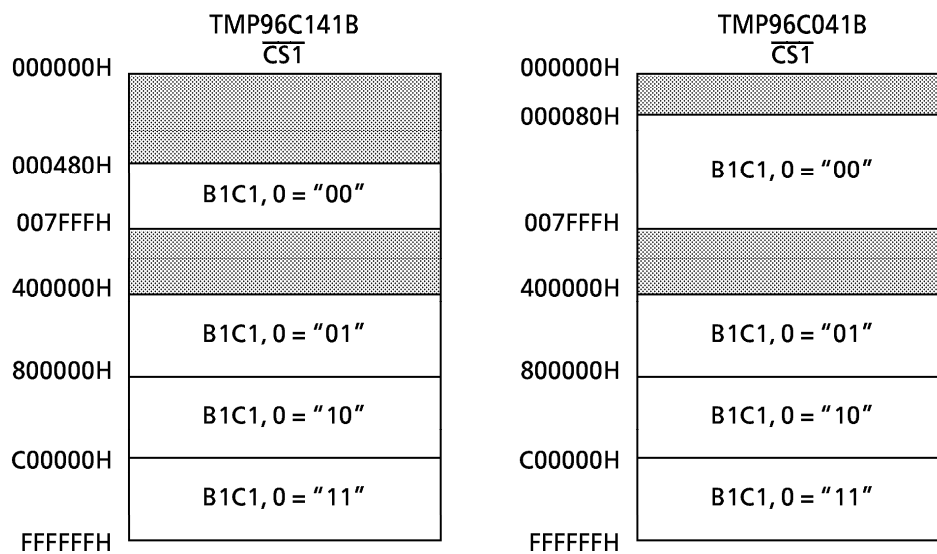 TMP96C141B
CS1
000000H
000480H
B1C1, 0 = “00”
007FFFH
400000H
B1C1, 0 = “01”
800000H
B1C1, 0 = “10”
C00000H
B1C1, 0 = “11”
FFFFFFH
TMP96C041B
CS1
000000H
000080H
B1C1, 0 = “00”
007FFFH
400000H
B1C1, 0 = “01”
800000H
B1C1, 0 = “10”
C00000H
B1C1, 0 = “11”
FFFFFFH